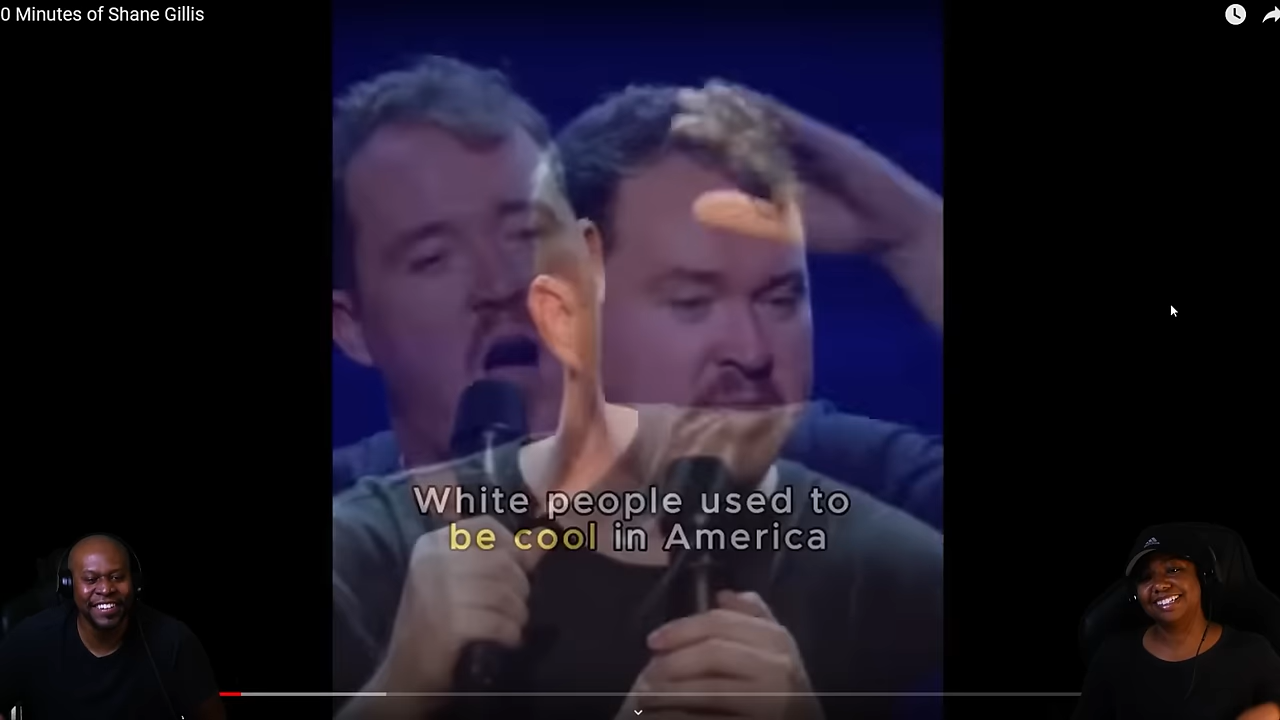 0 Minutes of Shane Gillis
White people used to
be cool in America